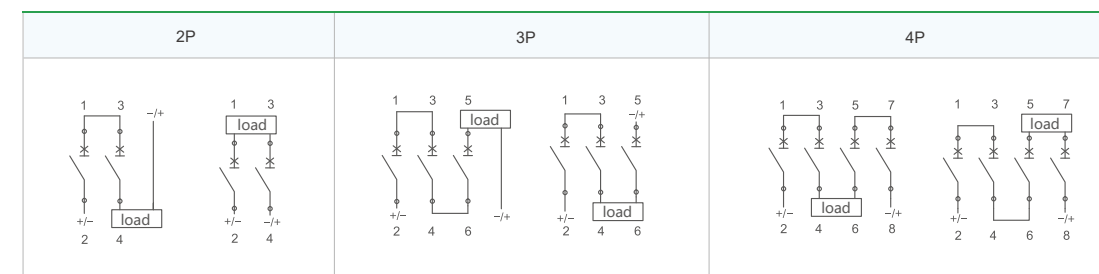 2P 3P 4P
1 3 −/+ 1 3 1 3 5 1 3 5 1 3 5 7 1 3 5 7
load load load −/+ load
+/− load +/− −/+ +/− −/+ +/− load +/− load −/+ +/− −/+
2 4 2 4 2 4 6 2 4 6 2 4 6 8 2 4 6 8